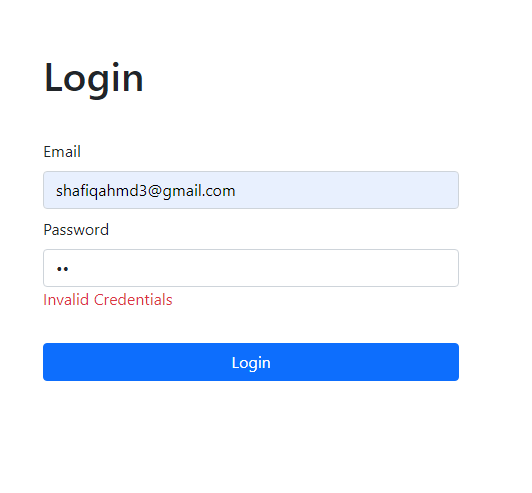 Login
Email
shafiqahmd3@gmail.com
Password
••
Invalid Credentials
Login